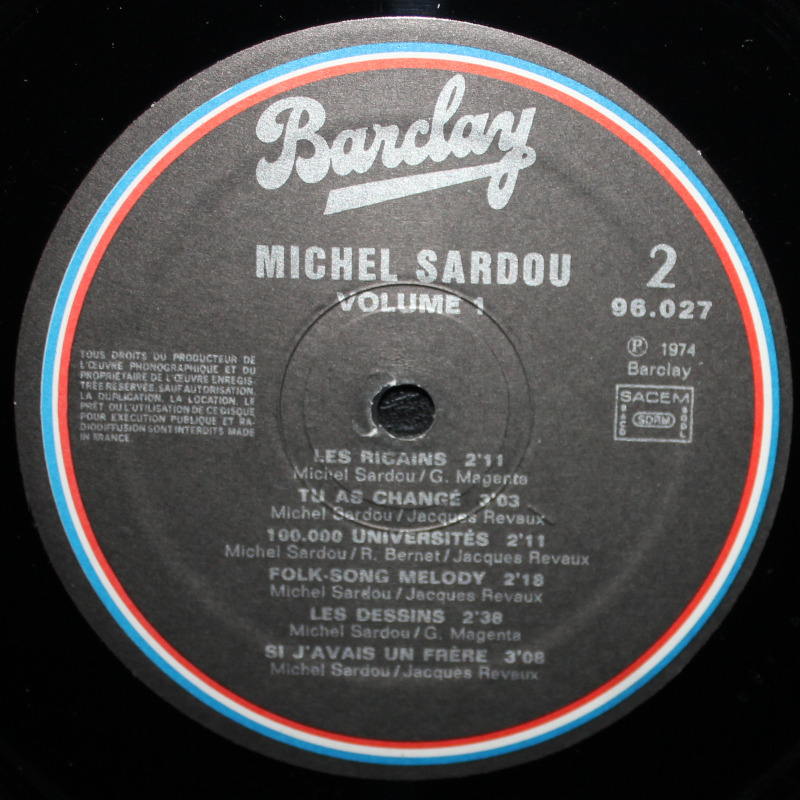 Barclay
MICHEL SARDOU
VOLUME 1
2
96.027
Ⓟ 1974
Barclay
TOUS DROITS DU PRODUCTEUR DE
L'ŒUVRE PHONOGRAPHIQUE ET DU
PROPRIÉTAIRE DE L'ŒUVRE ENREGIS-
TRÉE RÉSERVÉS. SAUF AUTORISATION,
LA DUPLICATION, LA LOCATION, LE
PRÊT OU L'UTILISATION DE CE DISQUE
POUR EXÉCUTION PUBLIQUE ET RA-
DIODIFFUSION SONT INTERDITS MADE
IN FRANCE
SACEM
SACD
SDRM
SGDL
LES RICAINS 2'11
Michel Sardou/G. Magenta
TU AS CHANGÉ 3'03
Michel Sardou/Jacques Revaux
100.000 UNIVERSITÉS 2'11
Michel Sardou/R. Bernet/Jacques Revaux
FOLK-SONG MELODY 2'18
Michel Sardou/Jacques Revaux
LES DESSINS 2'38
Michel Sardou/G. Magenta
SI J'AVAIS UN FRÈRE 3'08
Michel Sardou/Jacques Revaux